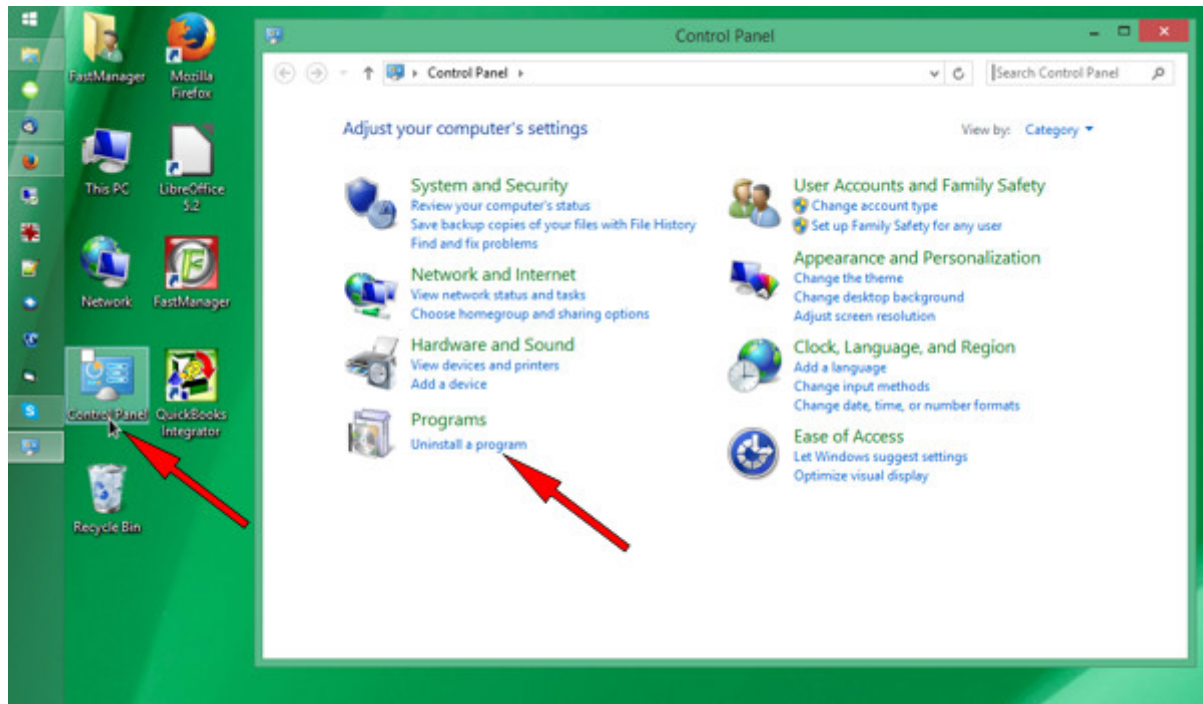 FastManager
Mozilla
Firefox
This PC
LibreOffice
5.2
Network
FastManager
Control Panel
QuickBooks
Integrator
Recycle Bin
Control Panel
Control Panel
Search Control Panel
Adjust your computer's settings
View by: Category
System and Security
Review your computer's status
Save backup copies of your files with File History
Find and fix problems
Network and Internet
View network status and tasks
Choose homegroup and sharing options
Hardware and Sound
View devices and printers
Add a device
Programs
Uninstall a program
User Accounts and Family Safety
Change account type
Set up Family Safety for any user
Appearance and Personalization
Change the theme
Change desktop background
Adjust screen resolution
Clock, Language, and Region
Add a language
Change input methods
Change date, time, or number formats
Ease of Access
Let Windows suggest settings
Optimize visual display